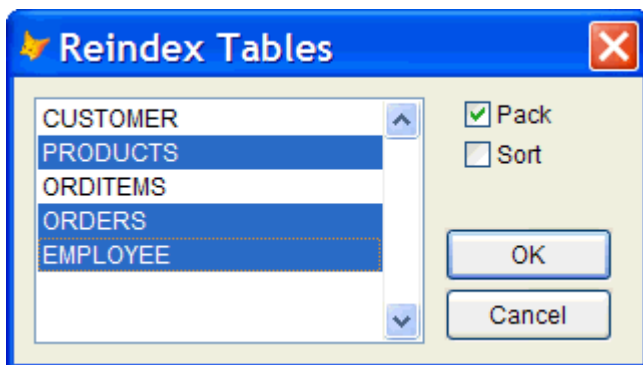 Reindex Tables
CUSTOMER
PRODUCTS
ORDITEMS
ORDERS
EMPLOYEE
Pack
Sort
OK
Cancel